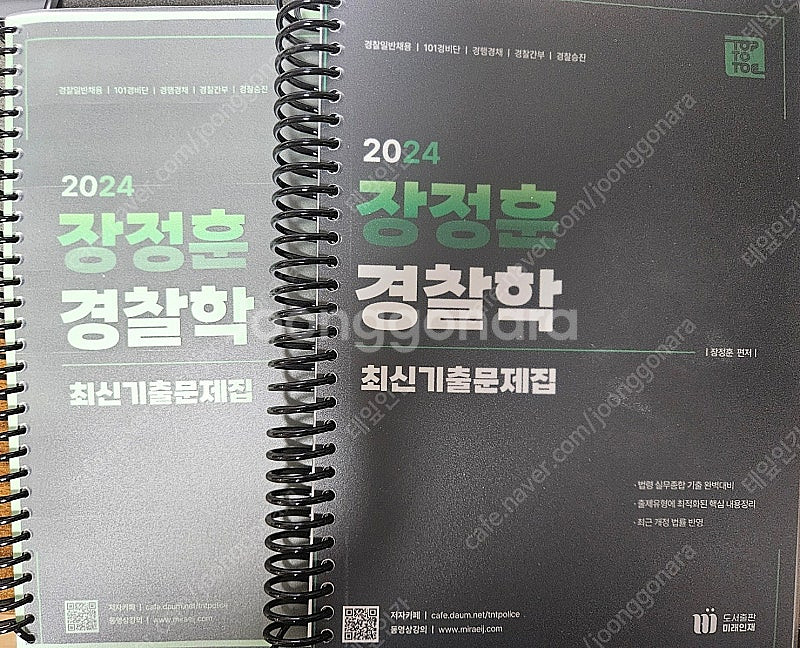 경찰일반채용 | 101경비단 | 경행경채 | 경찰간부 | 경찰승진
2024
장정훈
경찰학
최신기출문제집
저자카페 | cafe.daum.net/tntpolice
동영상강의 | www.miraeij.com
경찰일반채용 | 101경비단 | 경행경채 | 경찰간부 | 경찰승진
TOP
TO
TOE
2024
장정훈
경찰학
| 장정훈 편저 |
최신기출문제집
· 법령 실무종합 기출 완벽대비
· 출제유형에 최적화된 핵심 내용정리
· 최근 개정 법률 반영
저자카페 | cafe.daum.net/tntpolice
동영상강의 | www.miraeij.com
도서출판
미래인재
joonggonara
cafe.naver.com/joonggonara